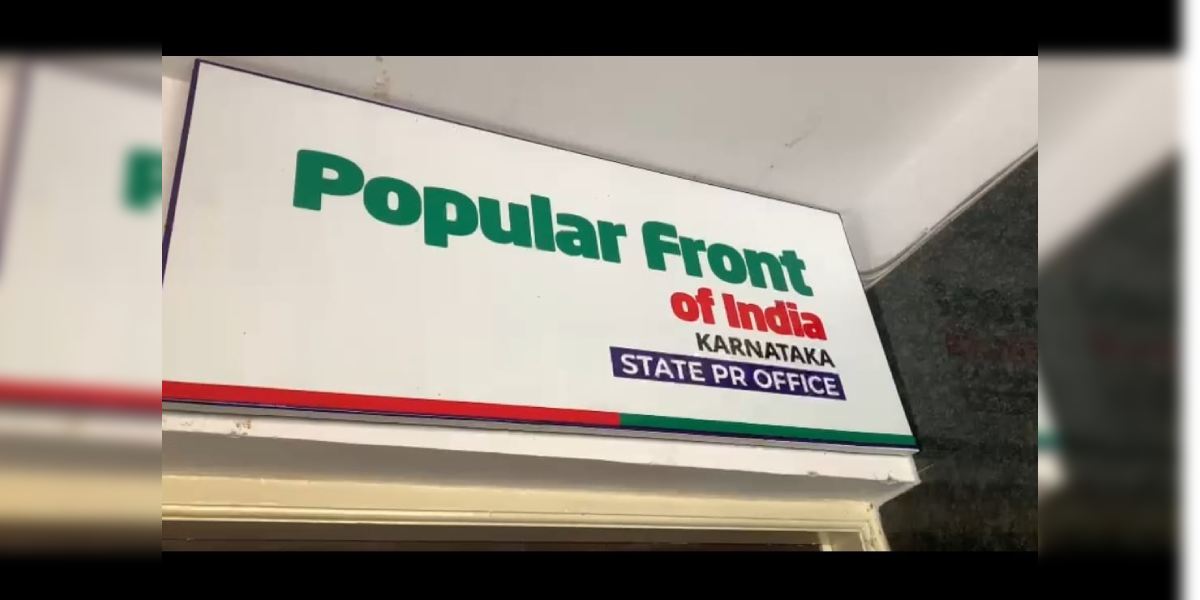 Popular Front
of India
KARNATAKA
STATE PR OFFICE